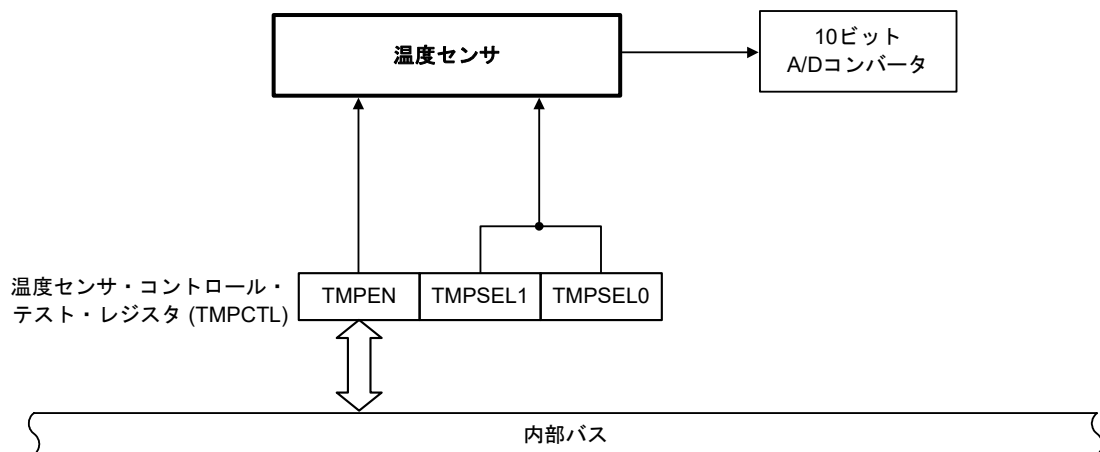 温度センサ
10ビット
A/Dコンバータ
温度センサ・コントロール・
テスト・レジスタ (TMPCTL)
TMPEN
TMPSEL1
TMPSEL0
内部バス